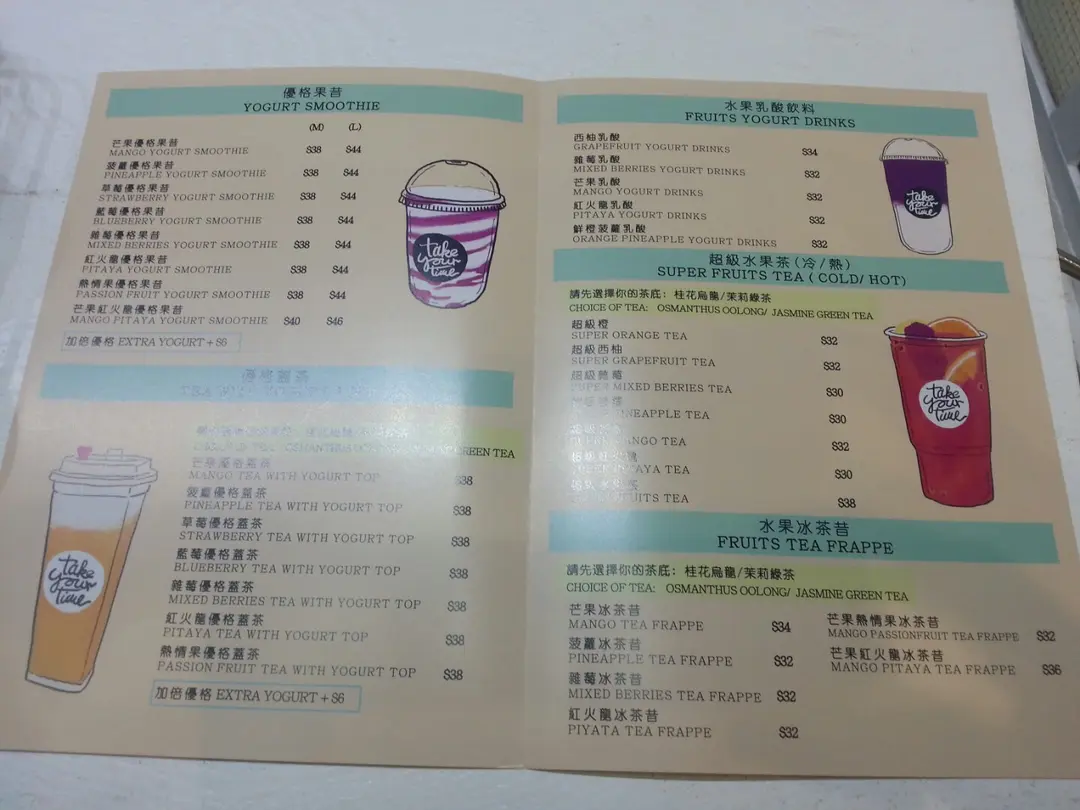 優格果昔
YOGURT SMOOTHIE
(M) (L)
芒果優格果昔
MANGO YOGURT SMOOTHIE $38 $44
菠蘿優格果昔
PINEAPPLE YOGURT SMOOTHIE $38 $44
草莓優格果昔
STRAWBERRY YOGURT SMOOTHIE $38 $44
藍莓優格果昔
BLUEBERRY YOGURT SMOOTHIE $38 $44
雜莓優格果昔
MIXED BERRIES YOGURT SMOOTHIE $38 $44
紅火龍優格果昔
PITAYA YOGURT SMOOTHIE $38 $44
熱情果優格果昔
PASSION FRUIT YOGURT SMOOTHIE $38 $44
芒果紅火龍優格果昔
MANGO PITAYA YOGURT SMOOTHIE $40 $46
加倍優格 EXTRA YOGURT + $6
take your time
優格蓋茶
TEA WITH YOGURT
CHOICE OF TEA: OSMANTHUS GREEN TEA
芒果優格蓋茶
MANGO TEA WITH YOGURT TOP $38
菠蘿優格蓋茶
PINEAPPLE TEA WITH YOGURT TOP $38
草莓優格蓋茶
STRAWBERRY TEA WITH YOGURT TOP $38
藍莓優格蓋茶
BLUEBERRY TEA WITH YOGURT TOP $38
雜莓優格蓋茶
MIXED BERRIES TEA WITH YOGURT TOP $38
紅火龍優格蓋茶
PITAYA TEA WITH YOGURT TOP $38
熱情果優格蓋茶
PASSION FRUIT TEA WITH YOGURT TOP $38
加倍優格 EXTRA YOGURT + $6
take your time
水果乳酸飲料
FRUITS YOGURT DRINKS
西柚乳酸
GRAPEFRUIT YOGURT DRINKS $34
雜莓乳酸
MIXED BERRIES YOGURT DRINKS $32
芒果乳酸
MANGO YOGURT DRINKS $32
紅火龍乳酸
PITAYA YOGURT DRINKS $32
鮮橙菠蘿乳酸
ORANGE PINEAPPLE YOGURT DRINKS $32
take your time
超級水果茶(冷/熱)
SUPER FRUITS TEA ( COLD/ HOT)
請先選擇你的茶底: 桂花烏龍/茉莉綠茶
CHOICE OF TEA: OSMANTHUS OOLONG/ JASMINE GREEN TEA
超級橙
SUPER ORANGE TEA $32
超級西柚
SUPER GRAPEFRUIT TEA $32
超級雜莓
SUPER MIXED BERRIES TEA $30
PINEAPPLE TEA $30
MANGO TEA $32
PITAYA TEA $30
FRUITS TEA $38
take your time
水果冰茶昔
FRUITS TEA FRAPPE
請先選擇你的茶底: 桂花烏龍/茉莉綠茶
CHOICE OF TEA: OSMANTHUS OOLONG/ JASMINE GREEN TEA
芒果冰茶昔
MANGO TEA FRAPPE $34
菠蘿冰茶昔
PINEAPPLE TEA FRAPPE $32
雜莓冰茶昔
MIXED BERRIES TEA FRAPPE $32
紅火龍冰茶昔
PIYATA TEA FRAPPE $32
芒果熱情果冰茶昔
MANGO PASSIONFRUIT TEA FRAPPE $32
芒果紅火龍冰茶昔
MANGO PITAYA TEA FRAPPE $36